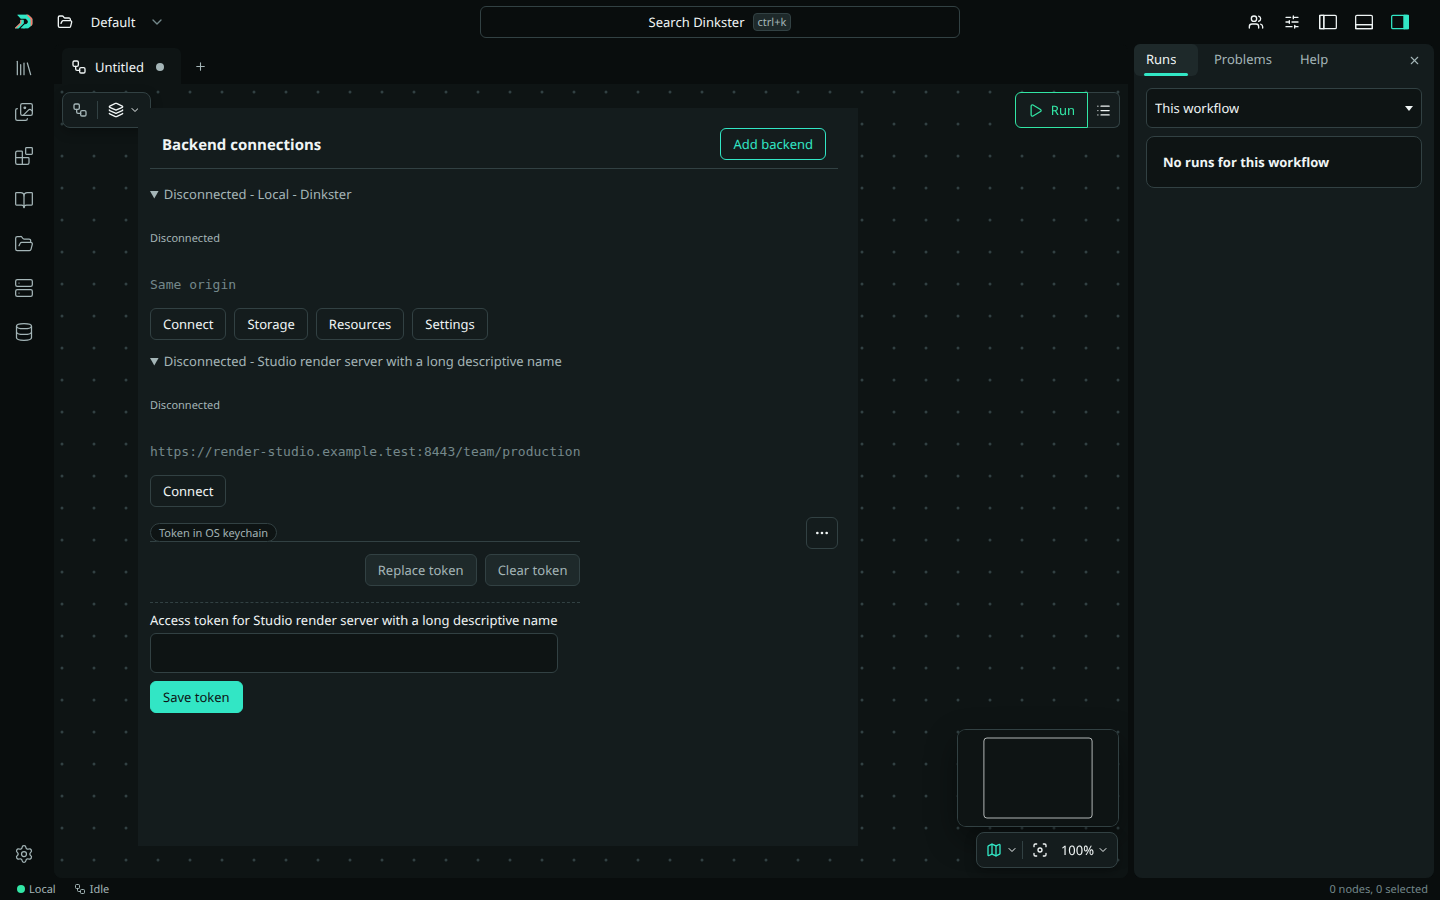 Default
Search Dinkster ctrl+k
Untitled
Run
Runs Problems Help
This workflow
No runs for this workflow
Backend connections
Add backend
Disconnected - Local - Dinkster
Disconnected
Same origin
Connect Storage Resources Settings
Disconnected - Studio render server with a long descriptive name
Disconnected
https://render-studio.example.test:8443/team/production
Connect
Token in OS keychain
Replace token Clear token
Access token for Studio render server with a long descriptive name
Save token
100%
Local Idle
0 nodes, 0 selected